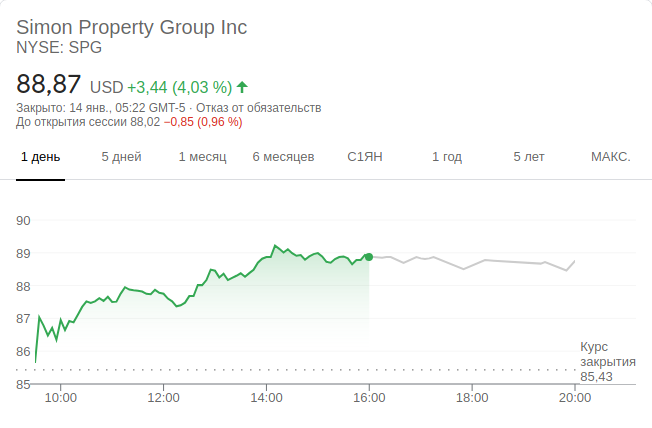 Simon Property Group Inc
NYSE: SPG
88,87 USD +3,44 (4,03 %)
Закрыто: 14 янв., 05:22 GMT-5 · Отказ от обязательств
До открытия сессии 88,02 −0,85 (0,96 %)
1 день 5 дней 1 месяц 6 месяцев С1ЯН 1 год 5 лет МАКС.
90
89
88
87
86
85
Курс
закрытия
85,43
10:00 12:00 14:00 16:00 18:00 20:00